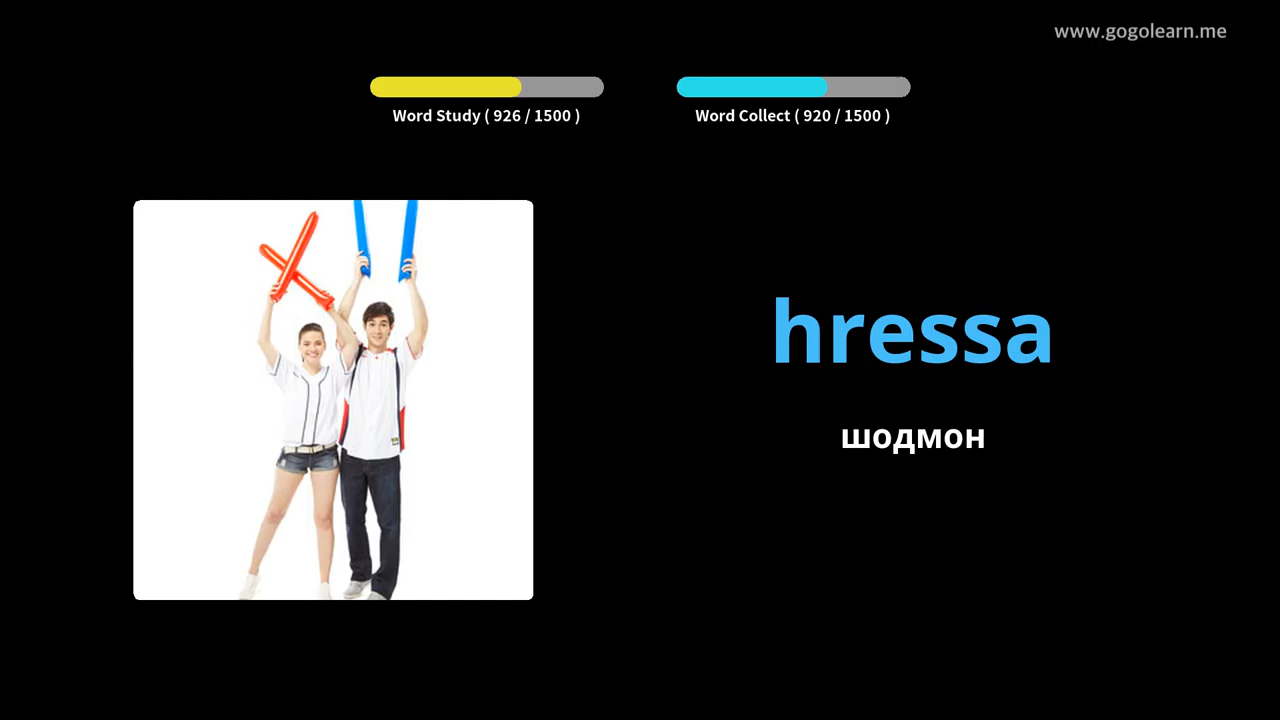 www.gogolearn.me
Word Study ( 926 / 1500 )
Word Collect ( 920 / 1500 )
hressa
шодмон